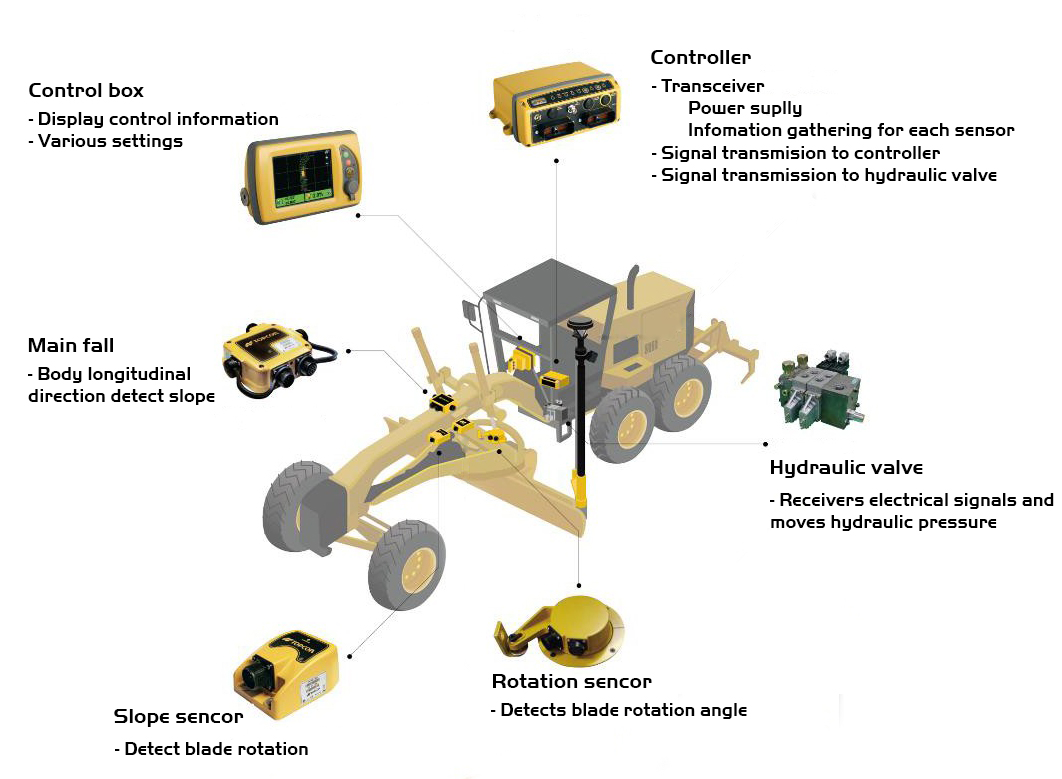 Controller
- Transceiver
Power suplly
Infomation gathering for each sensor
- Signal transmision to controller
- Signal transmission to hydraulic valve
Control box
- Display control information
- Various settings
Main fall
- Body longitudinal
direction detect slope
TOPCON
Hydraulic valve
- Receivers electrical signals and
moves hydraulic pressure
TOPCON
Slope sencor
- Detect blade rotation
Rotation sencor
- Detects blade rotation angle